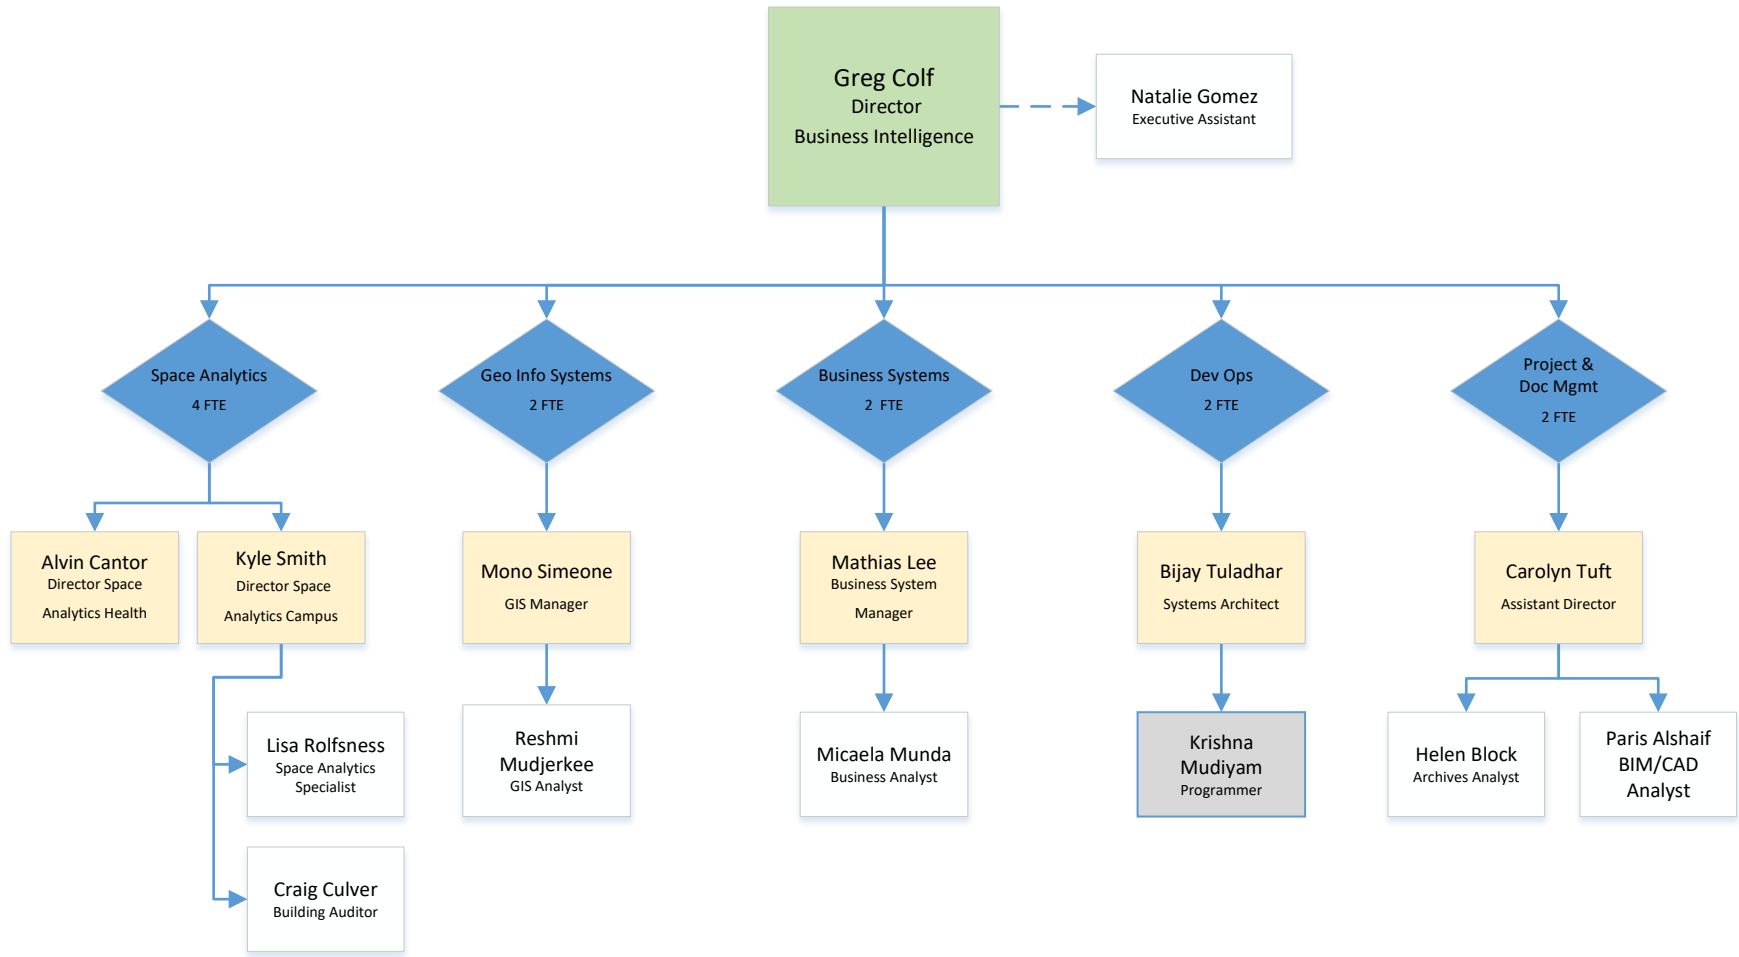 Greg Colf
Director
Business Intelligence
Natalie Gomez
Executive Assistant
Space Analytics
4 FTE
Geo Info Systems
2 FTE
Business Systems
2 FTE
Dev Ops
2 FTE
Project &
Doc Mgmt
2 FTE
Alvin Cantor
Director Space
Analytics Health
Kyle Smith
Director Space
Analytics Campus
Mono Simeone
GIS Manager
Mathias Lee
Business System
Manager
Bijay Tuladhar
Systems Architect
Carolyn Tuft
Assistant Director
Lisa Rolfsness
Space Analytics
Specialist
Reshmi
Mudjerkee
GIS Analyst
Micaela Munda
Business Analyst
Krishna
Mudiyam
Programmer
Helen Block
Archives Analyst
Paris Alshaif
BIM/CAD
Analyst
Craig Culver
Building Auditor